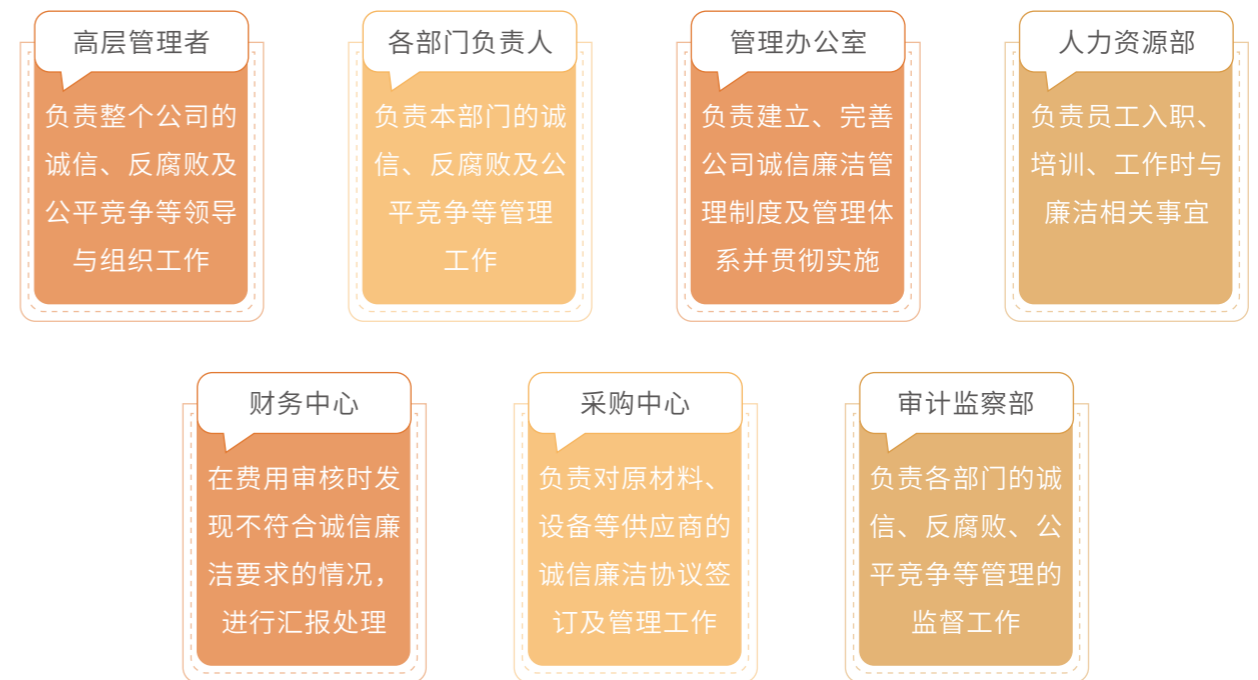 高层管理者
负责整个公司的
诚信、反腐败及
公平竞争等领导
与组织工作
各部门负责人
负责本部门的诚
信、反腐败及公
平竞争等管理
工作
管理办公室
负责建立、完善
公司诚信廉洁管
理制度及管理体
系并贯彻实施
人力资源部
负责员工入职、
培训、工作时与
廉洁相关事宜
财务中心
在费用审核时发
现不符合诚信廉
洁要求的情况，
进行汇报处理
采购中心
负责对原材料、
设备等供应商的
诚信廉洁协议签
订及管理工作
审计监察部
负责各部门的诚
信、反腐败、公
平竞争等管理的
监督工作